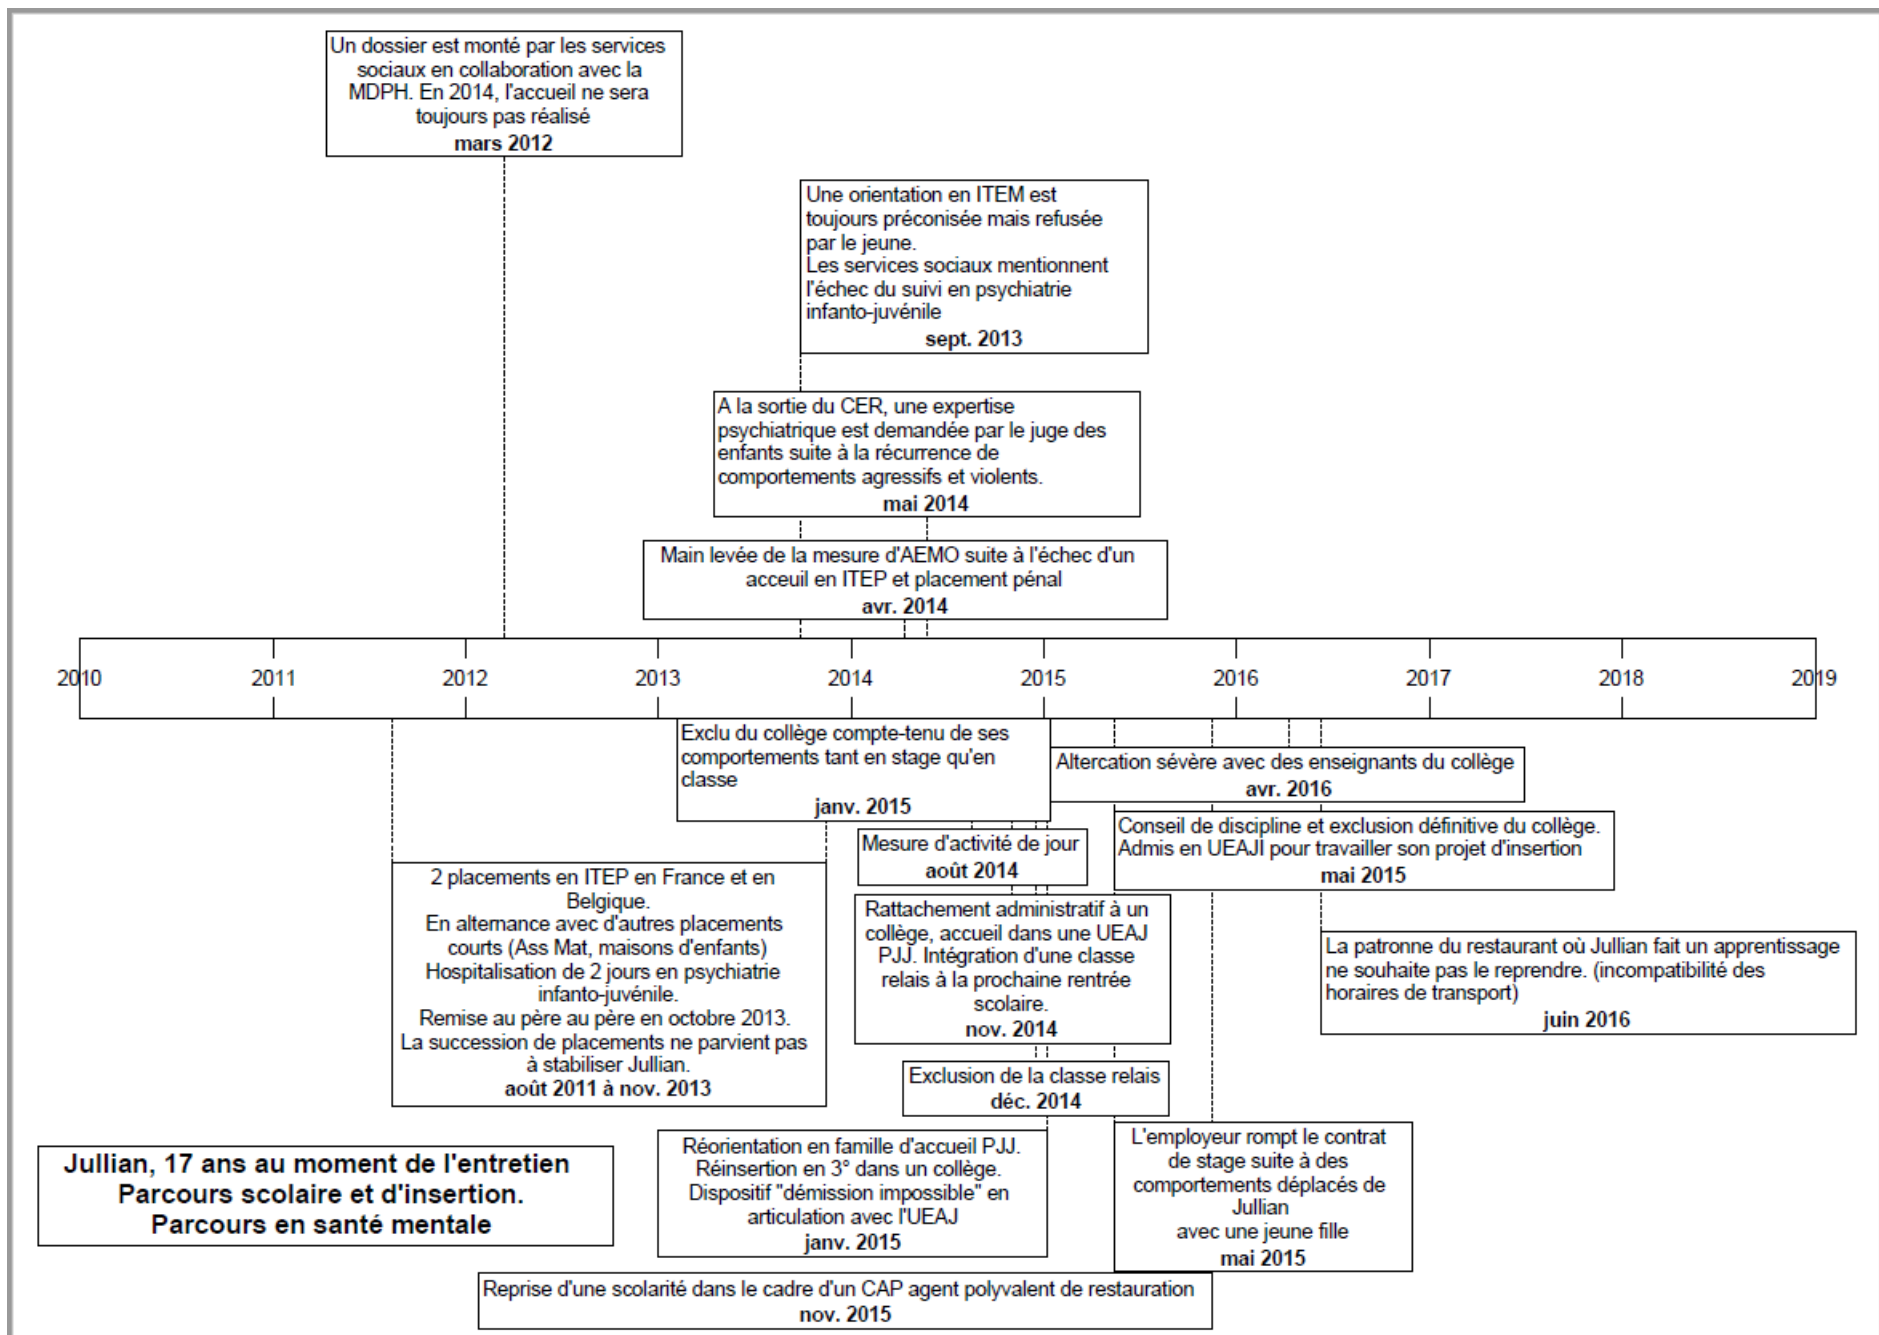 Un dossier est monté par les services
sociaux en collaboration avec la
MDPH. En 2014, l'accueil ne sera
toujours pas réalisé
mars 2012
Une orientation en ITEM est
toujours préconisée mais refusée
par le jeune.
Les services sociaux mentionnent
l'échec du suivi en psychiatrie
infanto-juvénile
sept. 2013
A la sortie du CER, une expertise
psychiatrique est demandée par le juge des
enfants suite à la récurrence de
comportements agressifs et violents.
mai 2014
Main levée de la mesure d'AEMO suite à l'échec d'un
acceuil en ITEP et placement pénal
avr. 2014
2010 2011 2012 2013 2014 2015 2016 2017 2018 2019
Exclu du collège compte-tenu de ses
comportements tant en stage qu'en
classe
janv. 2015
Altercation sévère avec des enseignants du collège
avr. 2016
Mesure d'activité de jour
août 2014
Conseil de discipline et exclusion définitive du collège.
Admis en UEAJI pour travailler son projet d'insertion
mai 2015
2 placements en ITEP en France et en
Belgique.
En alternance avec d'autres placements
courts (Ass Mat, maisons d'enfants)
Hospitalisation de 2 jours en psychiatrie
infanto-juvénile.
Remise au père au père en octobre 2013.
La succession de placements ne parvient pas
à stabiliser Jullian.
août 2011 à nov. 2013
Rattachement administratif à un
collège, accueil dans une UEAJ
PJJ. Intégration d'une classe
relais à la prochaine rentrée
scolaire.
nov. 2014
La patronne du restaurant où Jullian fait un apprentissage
ne souhaite pas le reprendre. (incompatibilité des
horaires de transport)
juin 2016
Exclusion de la classe relais
déc. 2014
Réorientation en famille d'accueil PJJ.
Réinsertion en 3° dans un collège.
Dispositif "démission impossible" en
articulation avec l'UEAJ
janv. 2015
L'employeur rompt le contrat
de stage suite à des
comportements déplacés de
Jullian
avec une jeune fille
mai 2015
Jullian, 17 ans au moment de l'entretien
Parcours scolaire et d'insertion.
Parcours en santé mentale
Reprise d'une scolarité dans le cadre d'un CAP agent polyvalent de restauration
nov. 2015